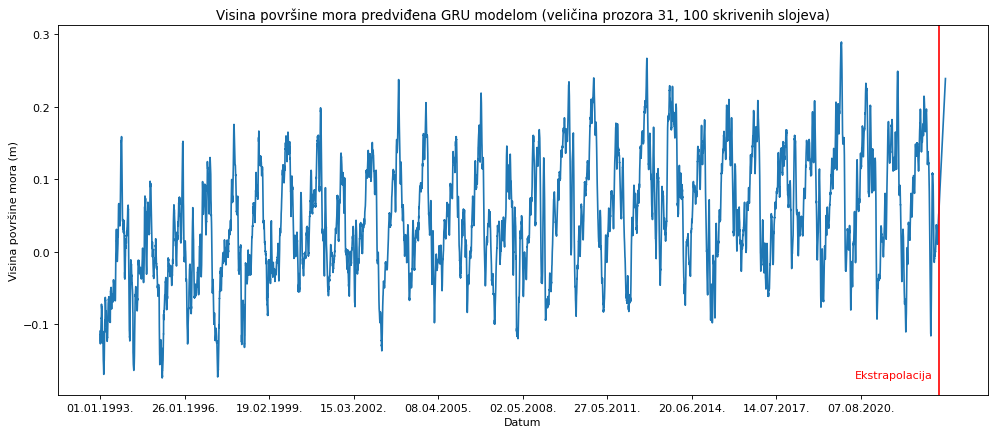 Visina površine mora predviđena GRU modelom (veličina prozora 31, 100 skrivenih slojeva)
Visina površine mora (m)
0.3
0.2
0.1
0.0
−0.1
Ekstrapolacija
01.01.1993. 26.01.1996. 19.02.1999. 15.03.2002. 08.04.2005. 02.05.2008. 27.05.2011. 20.06.2014. 14.07.2017. 07.08.2020.
Datum